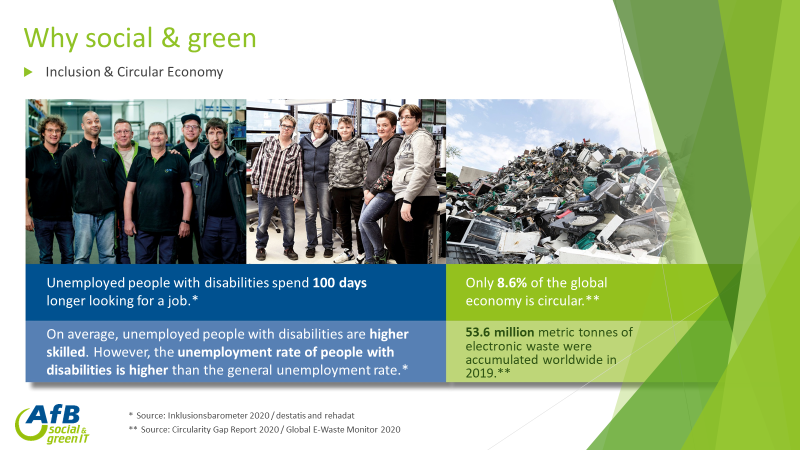 Why social & green
Inclusion & Circular Economy
Unemployed people with disabilities spend 100 days
longer looking for a job.*
Only 8.6% of the global
economy is circular.**
On average, unemployed people with disabilities are higher
skilled. However, the unemployment rate of people with
disabilities is higher than the general unemployment rate.*
53.6 million metric tonnes of
electronic waste were
accumulated worldwide in
2019.**
AfB
social &
green IT
* Source: Inklusionsbarometer 2020 / destatis and rehadat
** Source: Circularity Gap Report 2020 / Global E-Waste Monitor 2020